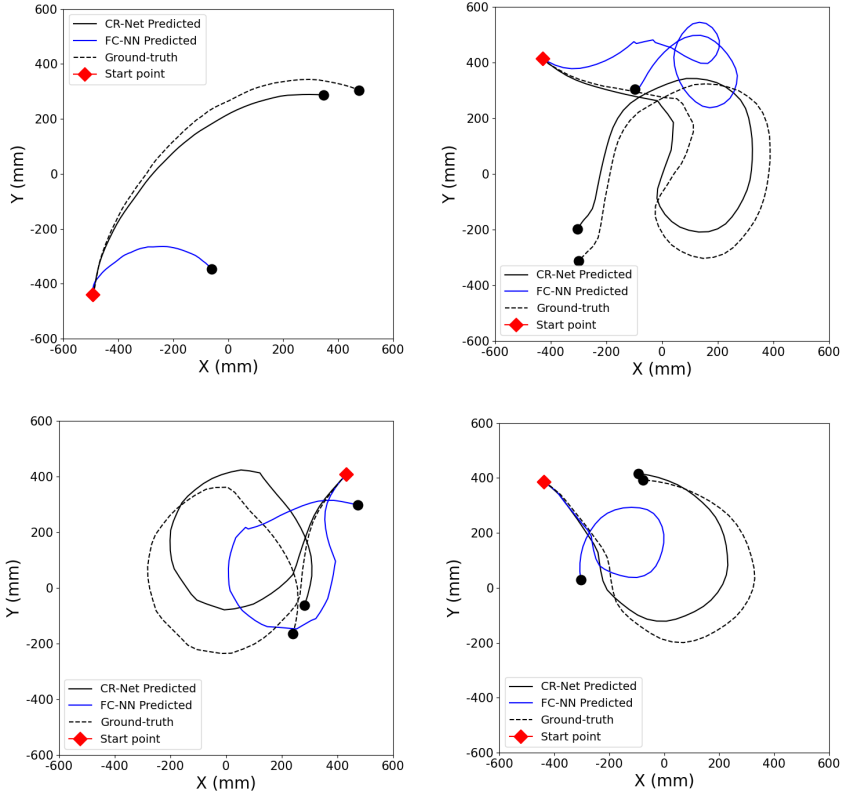 CR-Net Predicted
FC-NN Predicted
Ground-truth
Start point
600
400
200
0
-200
-400
-600
Y (mm)
-600 -400 -200 0 200 400 600
X (mm)
600
400
200
0
-200
-400
-600
Y (mm)
CR-Net Predicted
FC-NN Predicted
Ground-truth
Start point
-600 -400 -200 0 200 400 600
X (mm)
600
400
200
0
-200
-400
-600
Y (mm)
CR-Net Predicted
FC-NN Predicted
Ground-truth
Start point
-600 -400 -200 0 200 400 600
X (mm)
600
400
200
0
-200
-400
-600
Y (mm)
CR-Net Predicted
FC-NN Predicted
Ground-truth
Start point
-600 -400 -200 0 200 400 600
X (mm)